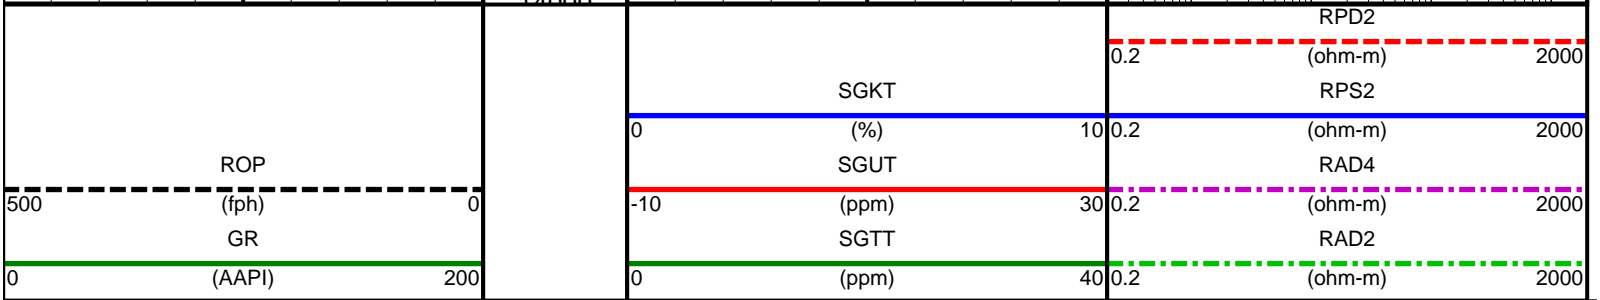 RPD2
0.2 (ohm-m) 2000
SGKT RPS2
0 (%) 10 0.2 (ohm-m) 2000
ROP SGUT RAD4
500 (fph) 0 -10 (ppm) 30 0.2 (ohm-m) 2000
GR SGTT RAD2
0 (AAPI) 200 0 (ppm) 40 0.2 (ohm-m) 2000